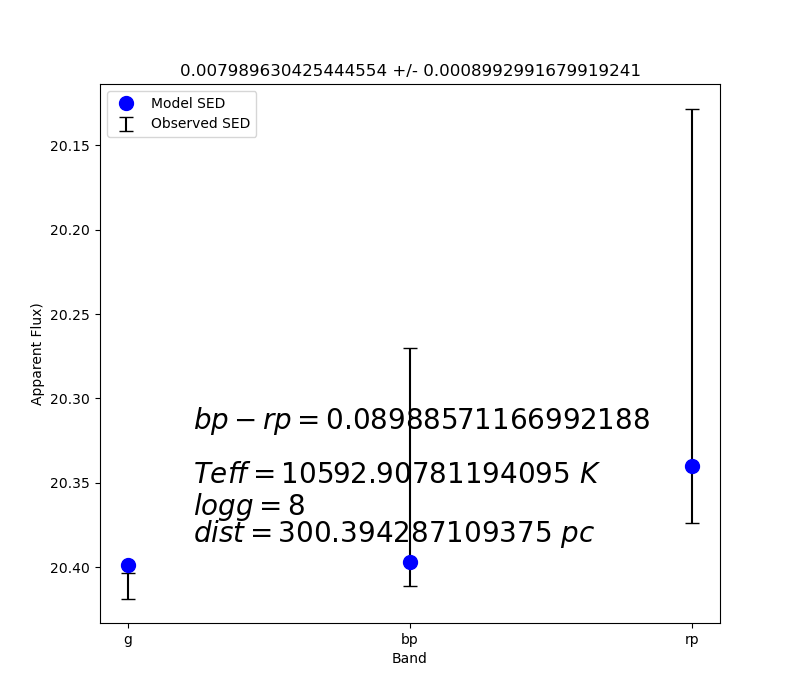 0.007989630425444554 +/- 0.0008992991679919241
Model SED
Observed SED
20.15
20.20
20.25
20.30
20.35
20.40
Apparent Flux)
bp − rp = 0.08988571166992188
Teff = 10592.90781194095 K
logg = 8
dist = 300.394287109375 pc
g bp rp
Band